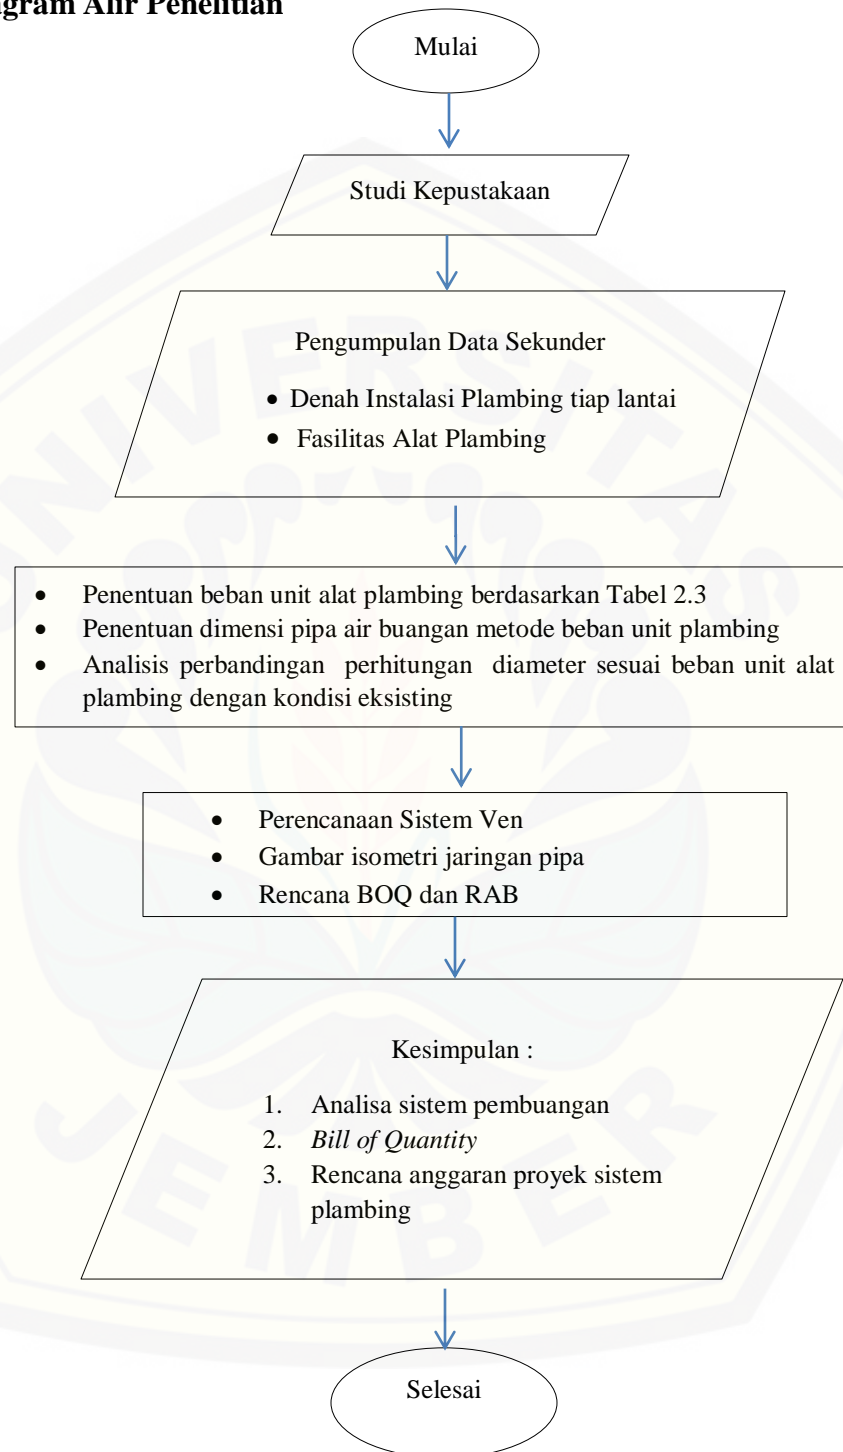 agram Alir Penelitian
Mulai
Studi Kepustakaan
Pengumpulan Data Sekunder
• Denah Instalasi Plambing tiap lantai
• Fasilitas Alat Plambing
• Penentuan beban unit alat plambing berdasarkan Tabel 2.3
• Penentuan dimensi pipa air buangan metode beban unit plambing
• Analisis perbandingan perhitungan diameter sesuai beban unit alat
plambing dengan kondisi eksisting
• Perencanaan Sistem Ven
• Gambar isometri jaringan pipa
• Rencana BOQ dan RAB
Kesimpulan :
1. Analisa sistem pembuangan
2. Bill of Quantity
3. Rencana anggaran proyek sistem
plambing
Selesai
UNIVERSITAS
JEMBER